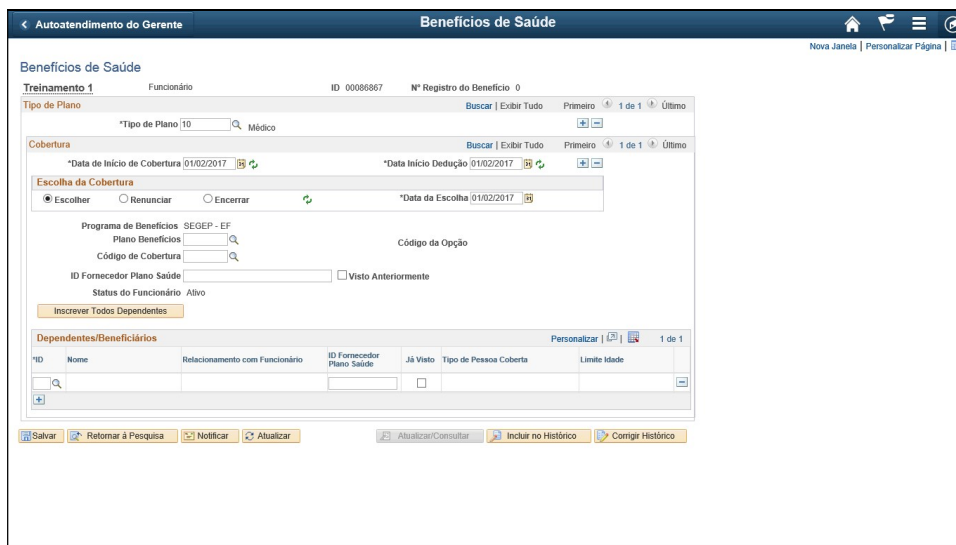 Autoatendimento do Gerente Benefícios de Saúde
Nova Janela | Personalizar Página |
Benefícios de Saúde
Treinamento 1 Funcionário ID 00086867 Nº Registro do Benefício 0
Tipo de Plano Buscar | Exibir Tudo Primeiro 1 de 1 Último
*Tipo de Plano 10 Médico
Cobertura Buscar | Exibir Tudo Primeiro 1 de 1 Último
*Data de Início de Cobertura 01/02/2017 *Data Início Dedução 01/02/2017
Escolha da Cobertura
Escolher Renunciar Encerrar *Data da Escolha 01/02/2017
Programa de Benefícios SEGEP - EF
Plano Benefícios Código da Opção
Código de Cobertura
ID Fornecedor Plano Saúde Visto Anteriormente
Status do Funcionário Ativo
Inscrever Todos Dependentes
Dependentes/Beneficiários Personalizar | | 1 de 1
*ID Nome Relacionamento com Funcionário ID Fornecedor Plano Saúde Já Visto Tipo de Pessoa Coberta Limite Idade
Salvar Retornar à Pesquisa Notificar Atualizar Atualizar/Consultar Incluir no Histórico Corrigir Histórico